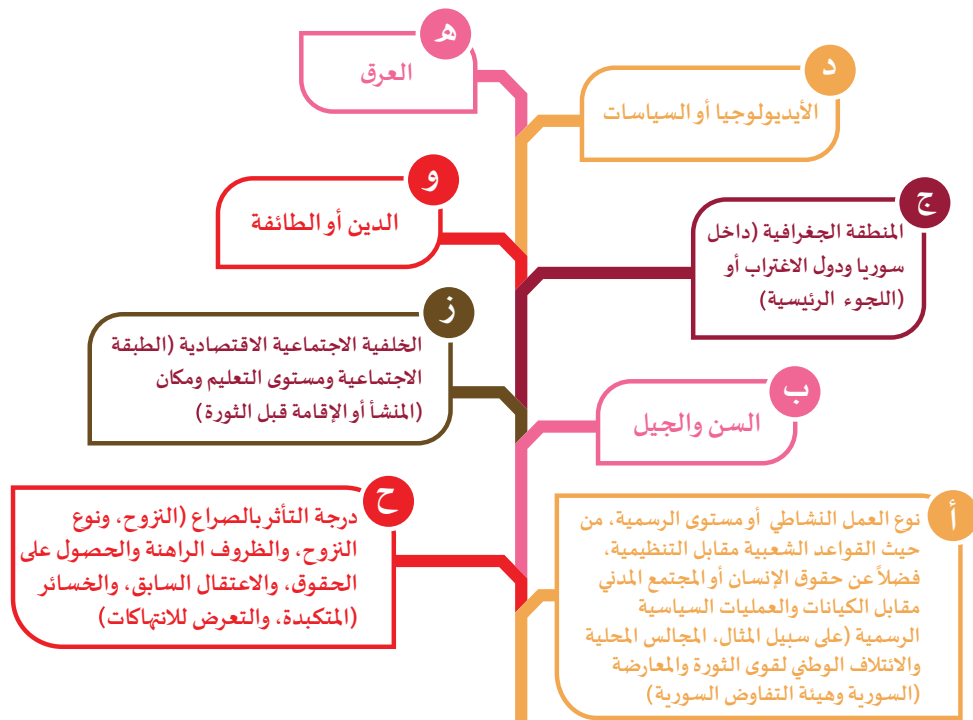 أ
نوع العمل النشاطي أو مستوى الرسمية، من
حيث القواعد الشعبية مقابل التنظيمية،
فضلاً عن حقوق الإنسان أو المجتمع المدني
مقابل الكيانات والعمليات السياسية
الرسمية (على سبيل المثال، المجالس المحلية
والائتلاف الوطني لقوى الثورة والمعارضة
السورية وهيئة التفاوض السورية)
ب
السن والجيل
ج
المنطقة الجغرافية (داخل
سوريا ودول الاغتراب أو
اللجوء الرئيسية)
د
الأيديولوجيا أو السياسات
ه
العرق
و
الدين أو الطائفة
ز
الخلفية الاجتماعية الاقتصادية (الطبقة
الاجتماعية ومستوى التعليم ومكان
المنشأ أو الإقامة قبل الثورة)
ح
درجة التأثر بالصراع (النزوح، ونوع
النزوح، والظروف الراهنة والحصول على
الحقوق، والاعتقال السابق، والخسائر
المتكبدة، والتعرض للانتهاكات)